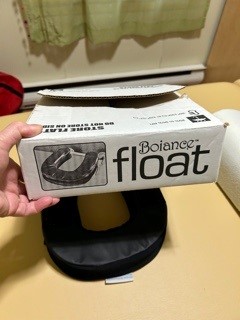 STORE FLAT
DO NOT STORE ON END
Boiance
float